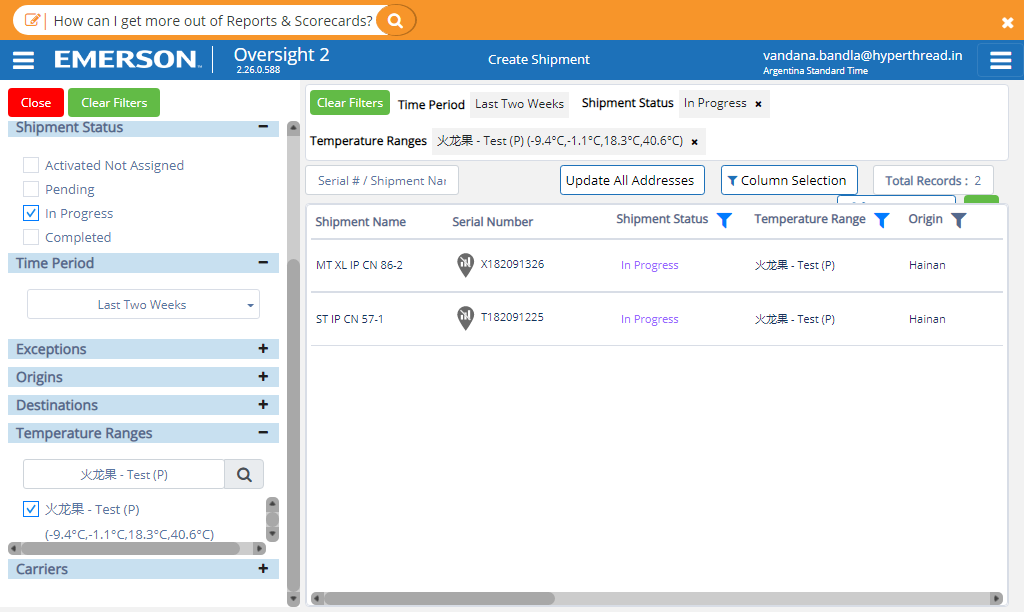 How can I get more out of Reports & Scorecards?
EMERSON
Oversight 2
2.26.0.588
Create Shipment
vandana.bandla@hyperthread.in
Argentina Standard Time
Close
Clear Filters
Shipment Status
Activated Not Assigned
Pending
In Progress
Completed
Time Period
Last Two Weeks
Exceptions
Origins
Destinations
Temperature Ranges
火龙果 - Test (P)
火龙果 - Test (P)
(-9.4°C,-1.1°C,18.3°C,40.6°C)
Carriers
Clear Filters Time Period Last Two Weeks Shipment Status In Progress ×
Temperature Ranges 火龙果 - Test (P) (-9.4°C,-1.1°C,18.3°C,40.6°C) ×
Serial # / Shipment Nar Update All Addresses Column Selection Total Records : 2
Shipment Name Serial Number Shipment Status Temperature Range Origin
MT XL IP CN 86-2 X182091326 In Progress 火龙果 - Test (P) Hainan
ST IP CN 57-1 T182091225 In Progress 火龙果 - Test (P) Hainan